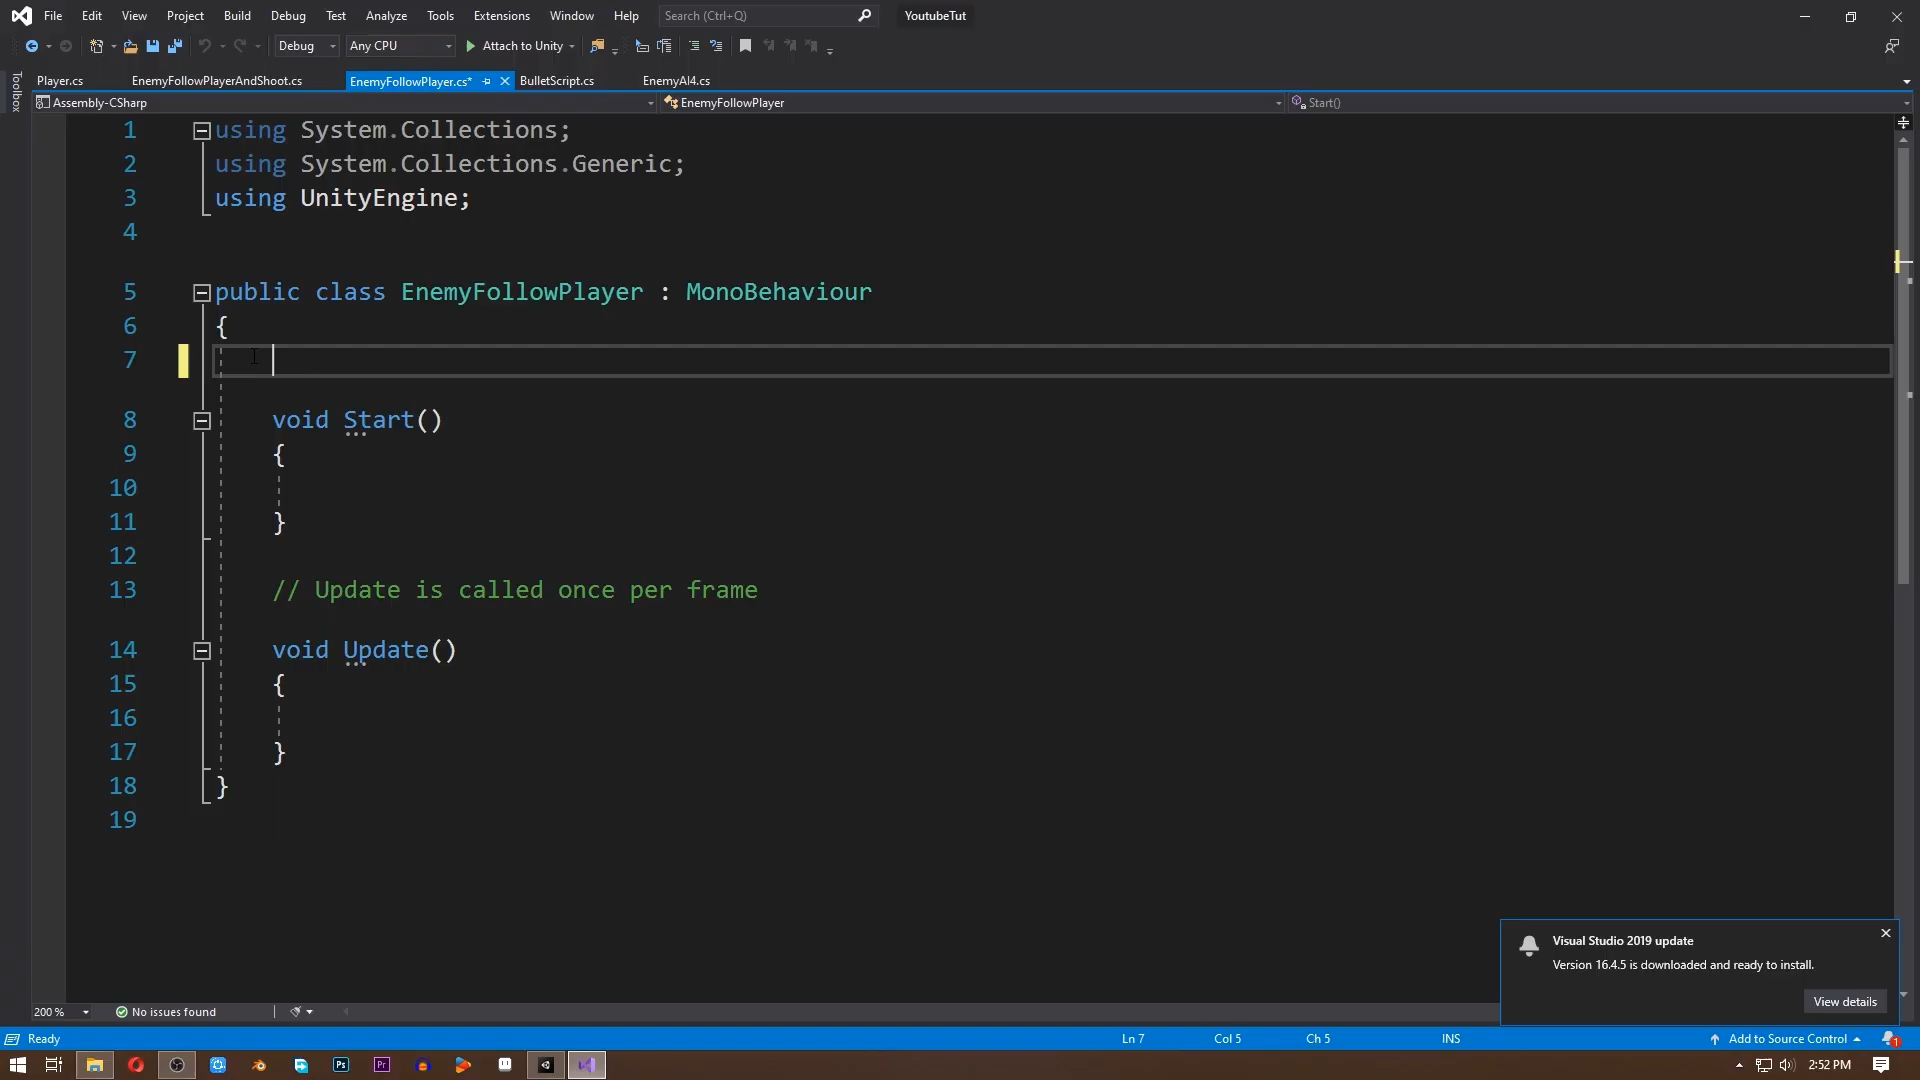 File Edit View Project Build Debug Test Analyze Tools Extensions Window Help Search (Ctrl+Q) YoutubeTut
Debug Any CPU Attach to Unity
Toolbox
Player.cs EnemyFollowPlayerAndShoot.cs EnemyFollowPlayer.cs* BulletScript.cs EnemyAI4.cs
Assembly-CSharp EnemyFollowPlayer Start()
1 using System.Collections;
2 using System.Collections.Generic;
3 using UnityEngine;
4
5 public class EnemyFollowPlayer : MonoBehaviour
6 {
7
8 void Start()
9 {
10
11 }
12
13 // Update is called once per frame
14 void Update()
15 {
16
17 }
18 }
19
Visual Studio 2019 update
Version 16.4.5 is downloaded and ready to install.
View details
200 % No issues found
Ready Ln 7 Col 5 Ch 5 INS Add to Source Control 1
Ps Pr 2:52 PM